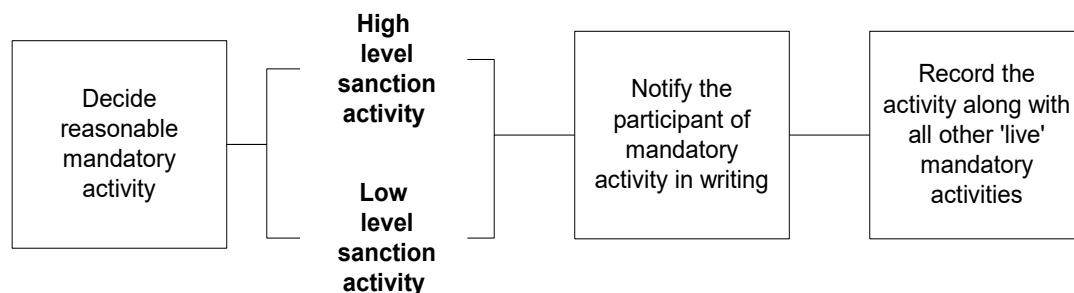 Decide
reasonable
mandatory
activity
High
level
sanction
activity
Low
level
sanction
activity
Notify the
participant of
mandatory
activity in writing
Record the
activity along with
all other 'live'
mandatory
activities